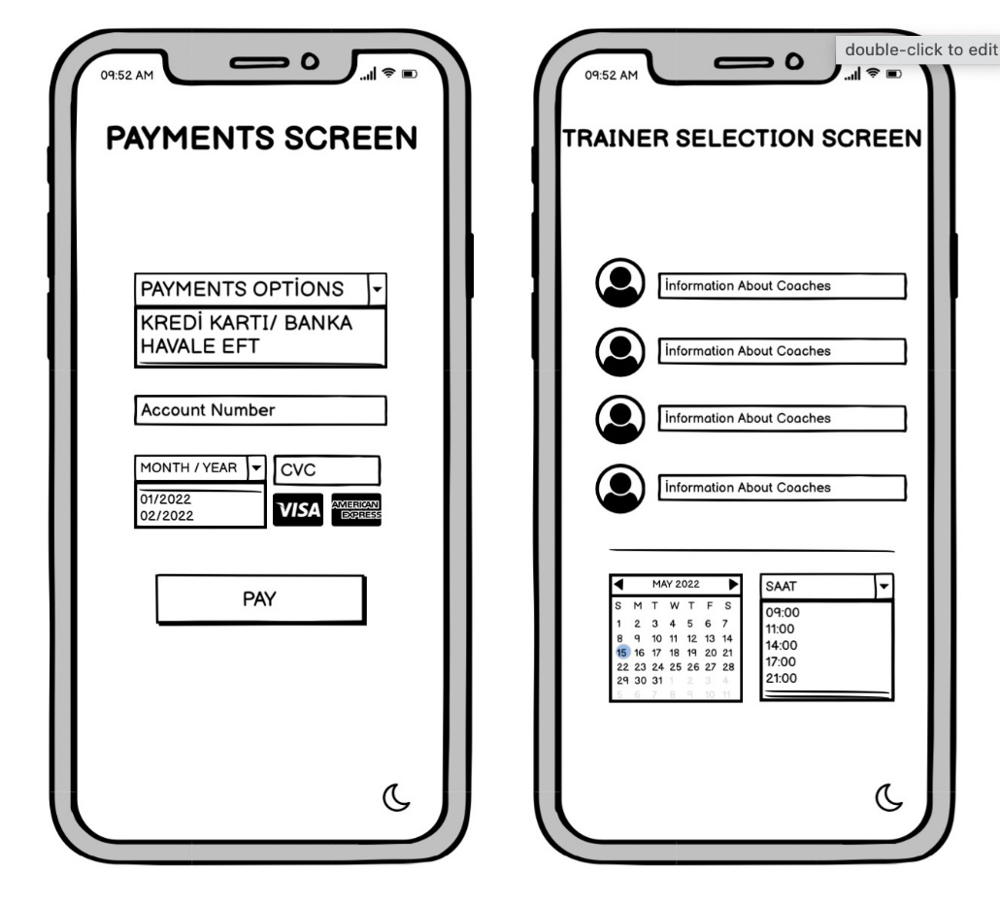 09:52 AM
PAYMENTS SCREEN
PAYMENTS OPTİONS
KREDİ KARTI/ BANKA
HAVALE EFT
Account Number
MONTH / YEAR
CVC
01/2022
02/2022
VISA
AMERICAN
EXPRESS
PAY
double-click to edit
09:52 AM
TRAINER SELECTION SCREEN
İnformation About Coaches
İnformation About Coaches
İnformation About Coaches
İnformation About Coaches
MAY 2022
S M T W T F S
1 2 3 4 5 6 7
8 9 10 11 12 13 14
15 16 17 18 19 20 21
22 23 24 25 26 27 28
29 30 31 1 2 3 4
5 6 7 8 9 10 11
SAAT
09:00
11:00
14:00
17:00
21:00